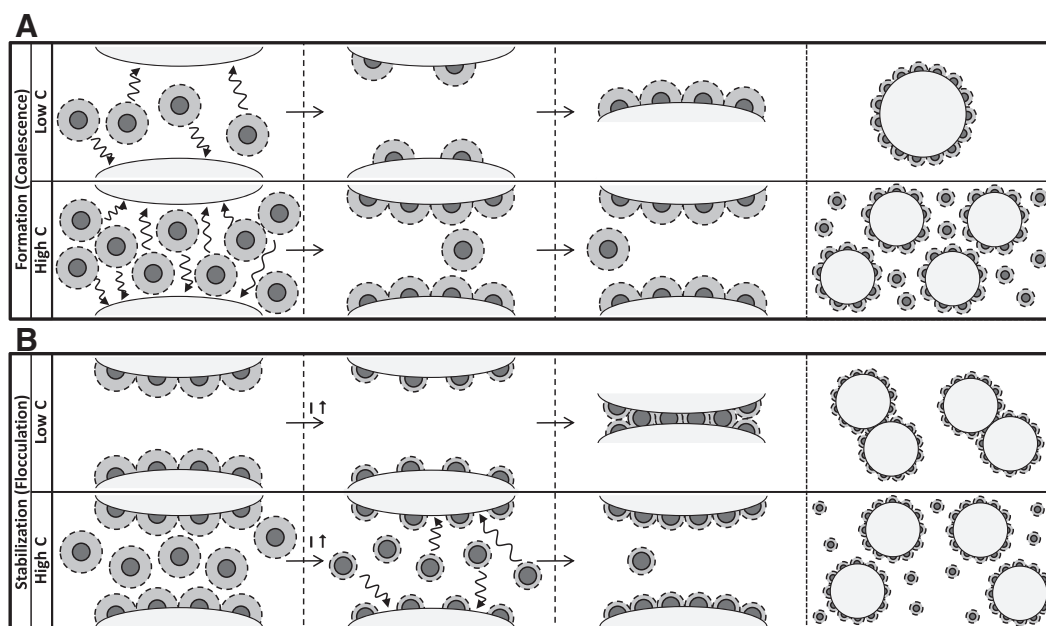 A
Formation (Coalescence)
Low C
High C
B
Stabilization (Flocculation)
Low C
I ↑
High C
I ↑